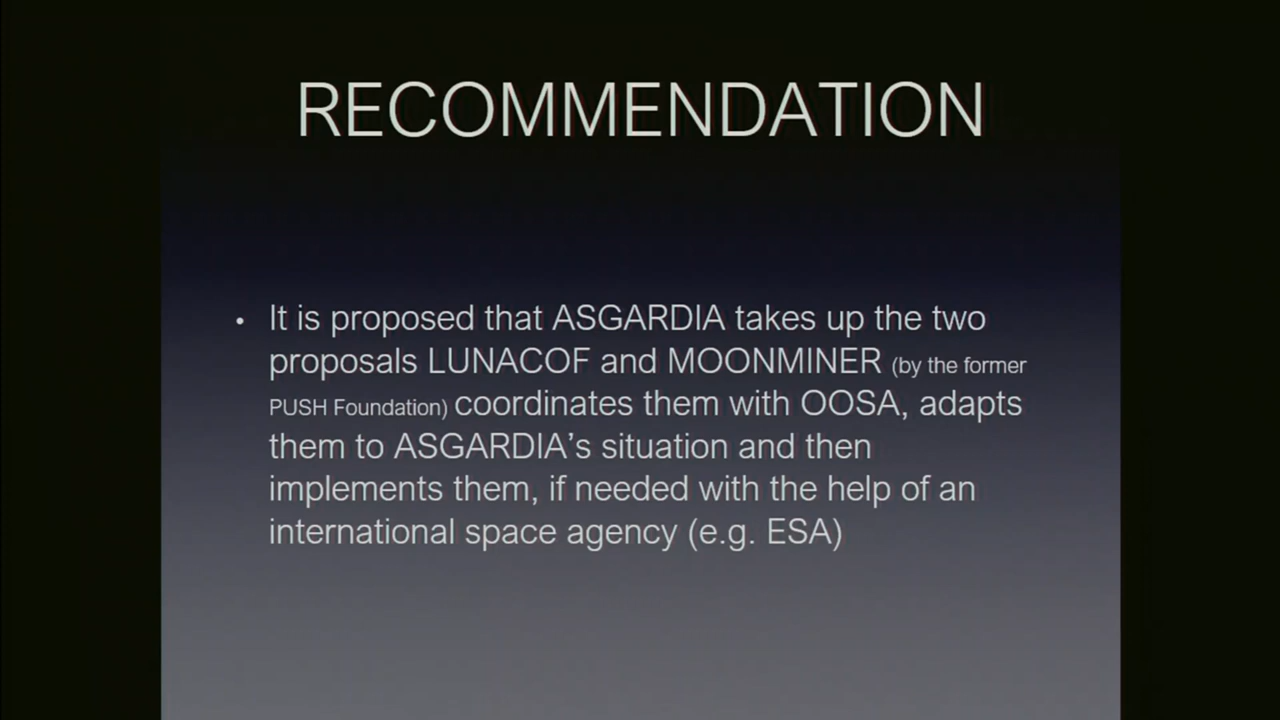 RECOMMENDATION
• It is proposed that ASGARDIA takes up the two
proposals LUNACOF and MOONMINER (by the former
PUSH Foundation) coordinates them with OOSA, adapts
them to ASGARDIA’s situation and then
implements them, if needed with the help of an
international space agency (e.g. ESA)